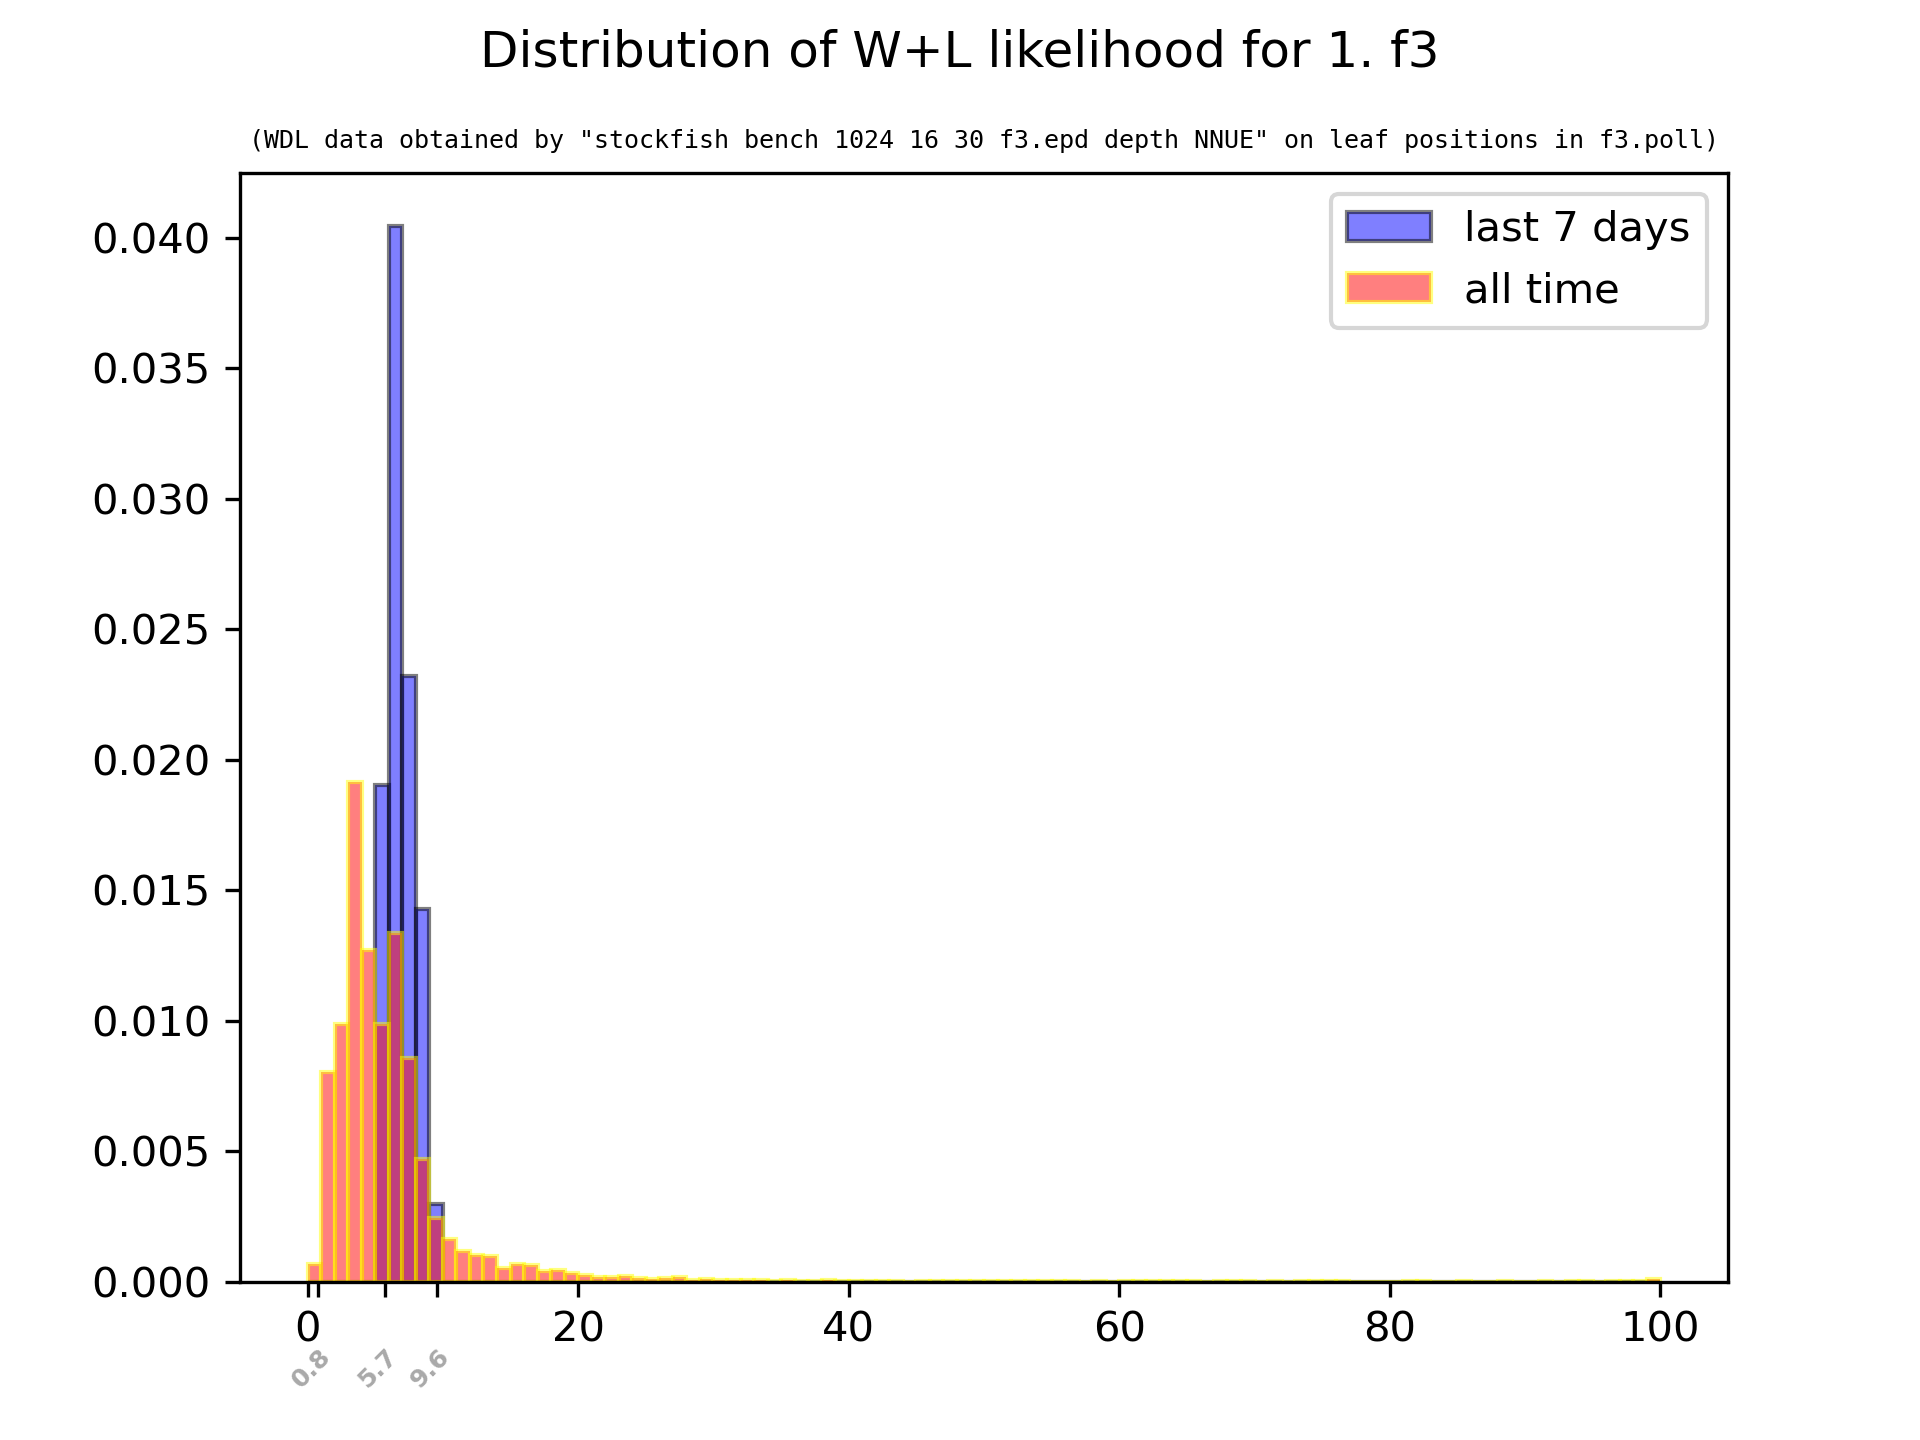 Distribution of W+L likelihood for 1. f3
(WDL data obtained by "stockfish bench 1024 16 30 f3.epd depth NNUE" on leaf positions in f3.poll)
last 7 days
all time
0.040
0.035
0.030
0.025
0.020
0.015
0.010
0.005
0.000
0 20 40 60 80 100
0.8 5.7 9.6